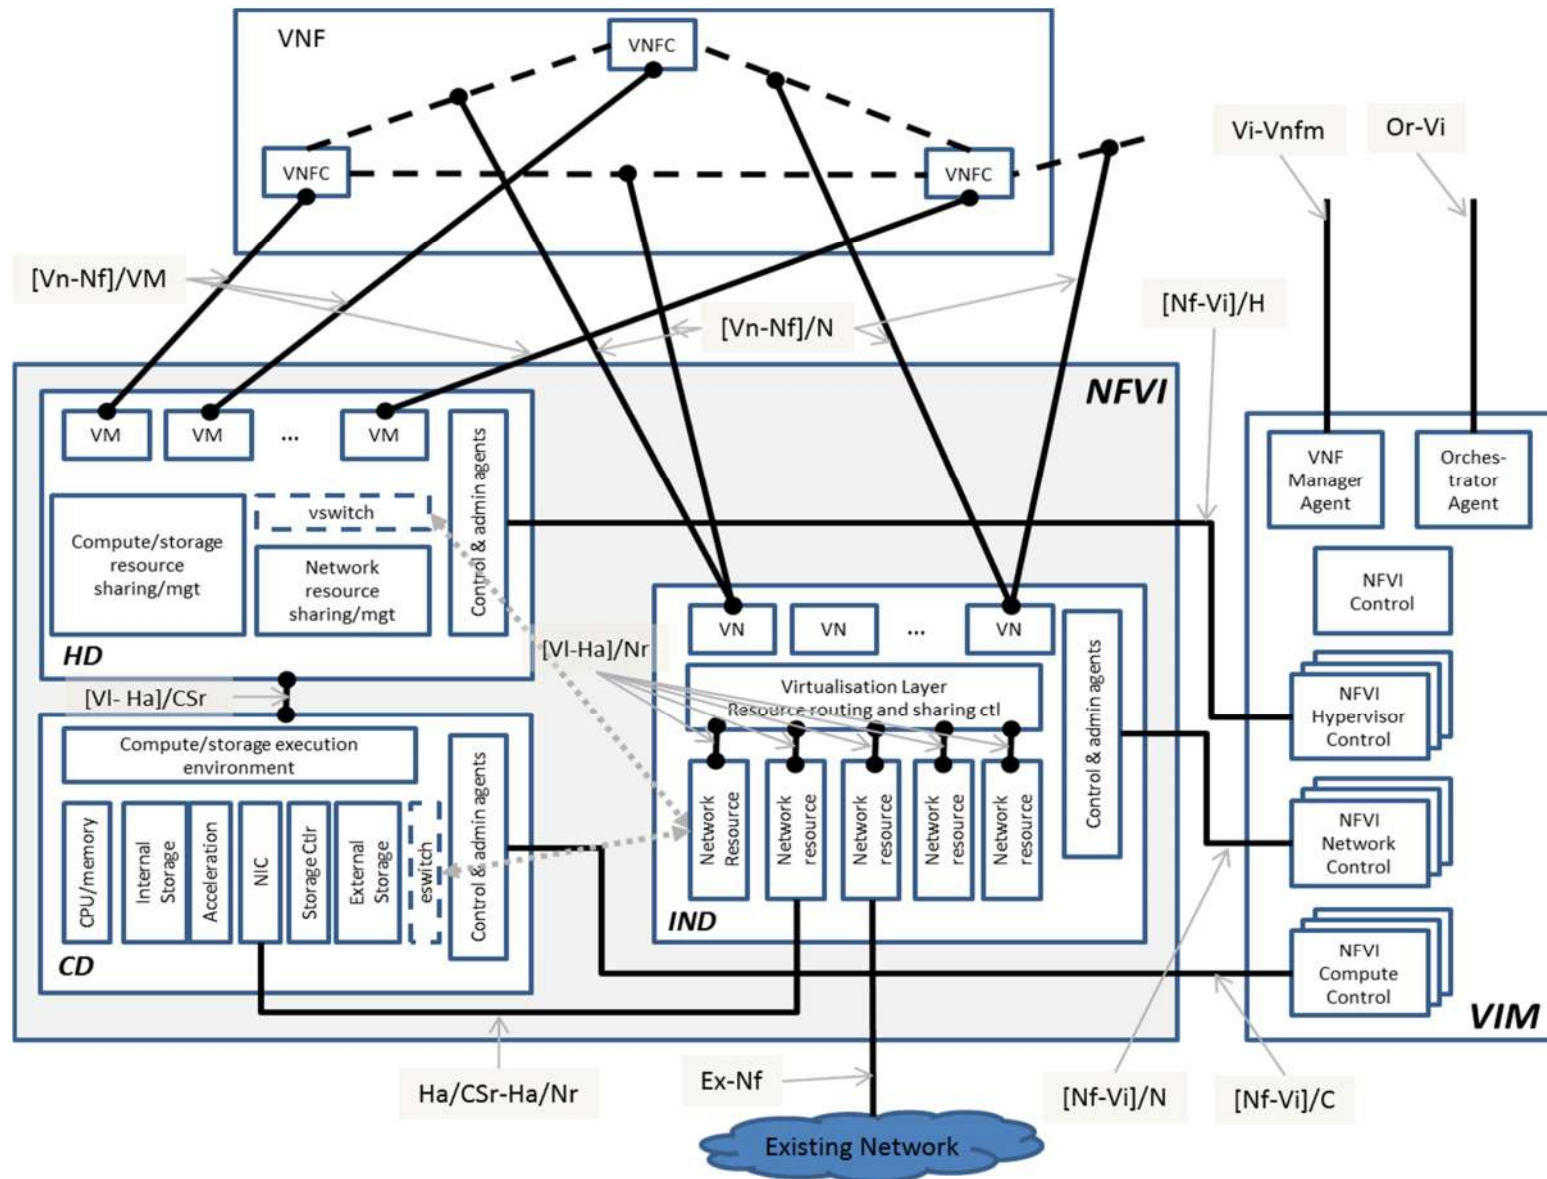 VNF
VNFC
VNFC
VNFC
Vi-Vnfm
Or-Vi
[Vn-Nf]/VM
[Vn-Nf]/N
[Nf-Vi]/H
NFVI
VM
VM
...
VM
Control & admin agents
vswitch
Compute/storage
resource
sharing/mgt
Network
resource
sharing/mgt
HD
[Vl- Ha]/CSr
[Vl-Ha]/Nr
Compute/storage execution
environment
CPU/memory
Internal
Storage
Acceleration
NIC
Storage Ctlr
External
Storage
eswitch
Control & admin agents
CD
VN
VN
...
VN
Control & admin agents
Virtualisation Layer
Resource routing and sharing ctl
Network
Resource
Network
resource
Network
resource
Network
resource
Network
resource
IND
VNF
Manager
Agent
Orches-
trator
Agent
NFVI
Control
NFVI
Hypervisor
Control
NFVI
Network
Control
NFVI
Compute
Control
VIM
Ha/CSr-Ha/Nr
Ex-Nf
[Nf-Vi]/N
[Nf-Vi]/C
Existing Network